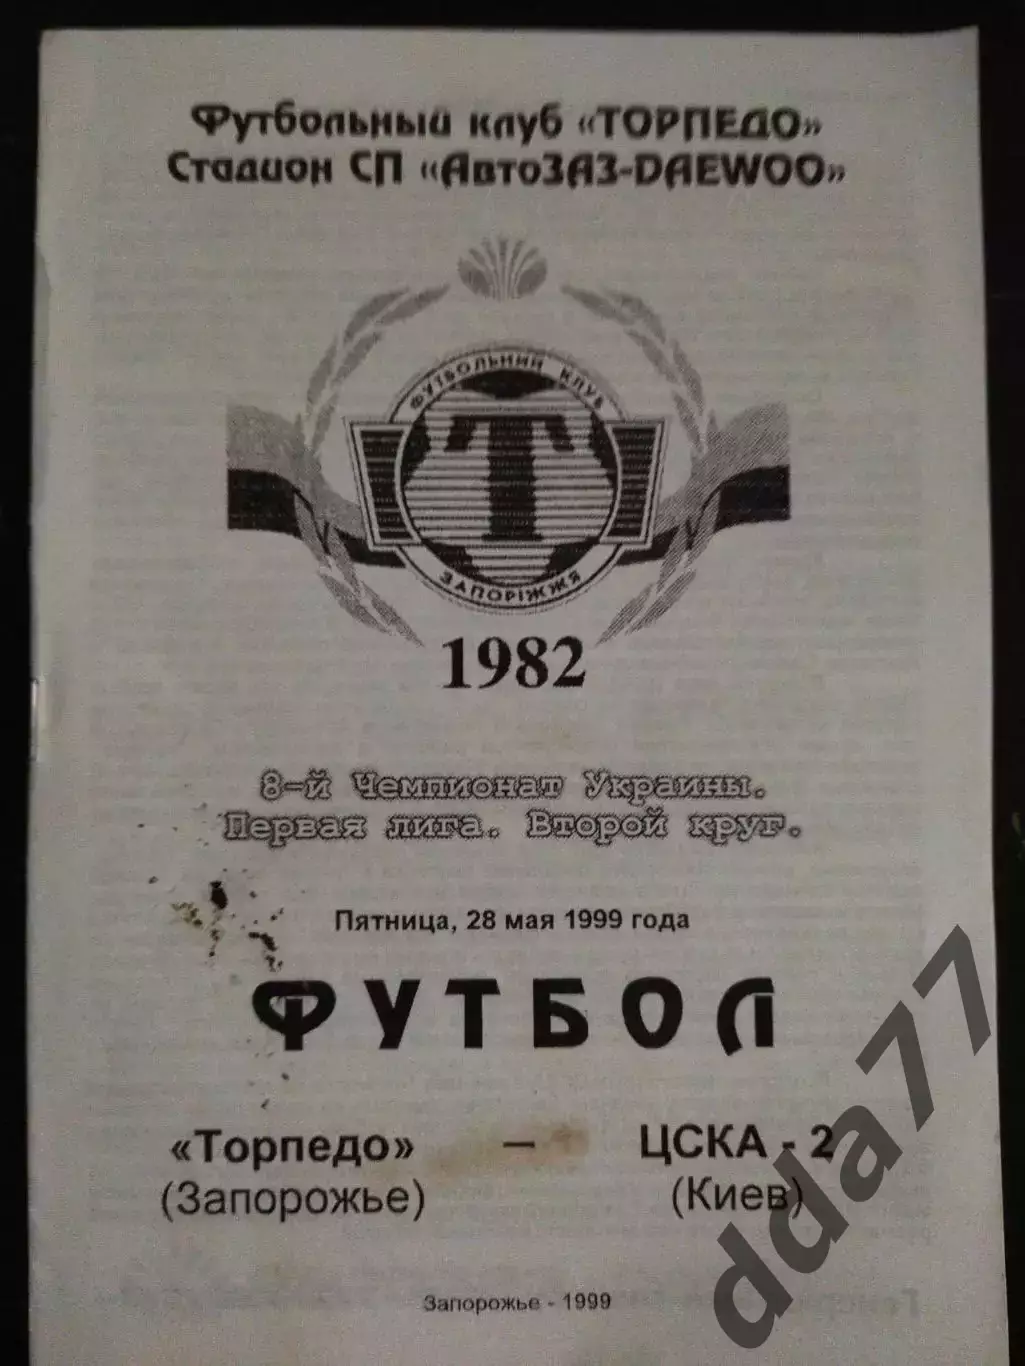 Футбольный клуб «ТОРПЕДО»
Стадион СП «АвтоЗАЗ-DAEWOO»
ФУТБОЛЬНИЙ КЛУБ
Т
ЗАПОРІЖЖЯ
1982
8-й Чемпионат Украины.
Первая лига. Второй круг.
Пятница, 28 мая 1999 года
ФУТБОЛ
«Торпедо» – ЦСКА - 2
(Запорожье) (Киев)
Запорожье - 1999
dda77